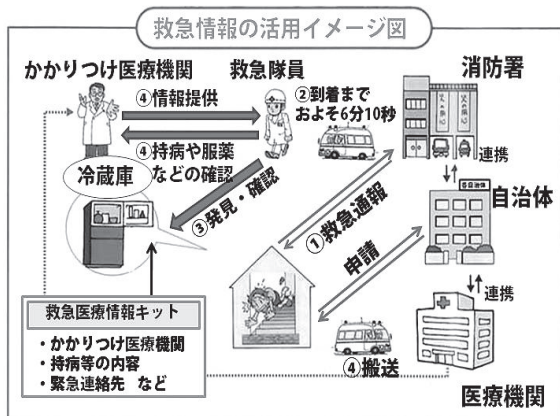 救急情報の活用イメージ図
かかりつけ医療機関
救急隊員
消防署
④情報提供
②到着まで
およそ6分10秒
④持病や服薬
などの確認
連携
冷蔵庫
③発見・確認
①救急通報
自治体
申請
連携
救急医療情報キット
・かかりつけ医療機関
・持病等の内容
・緊急連絡先 など
④搬送
医療機関